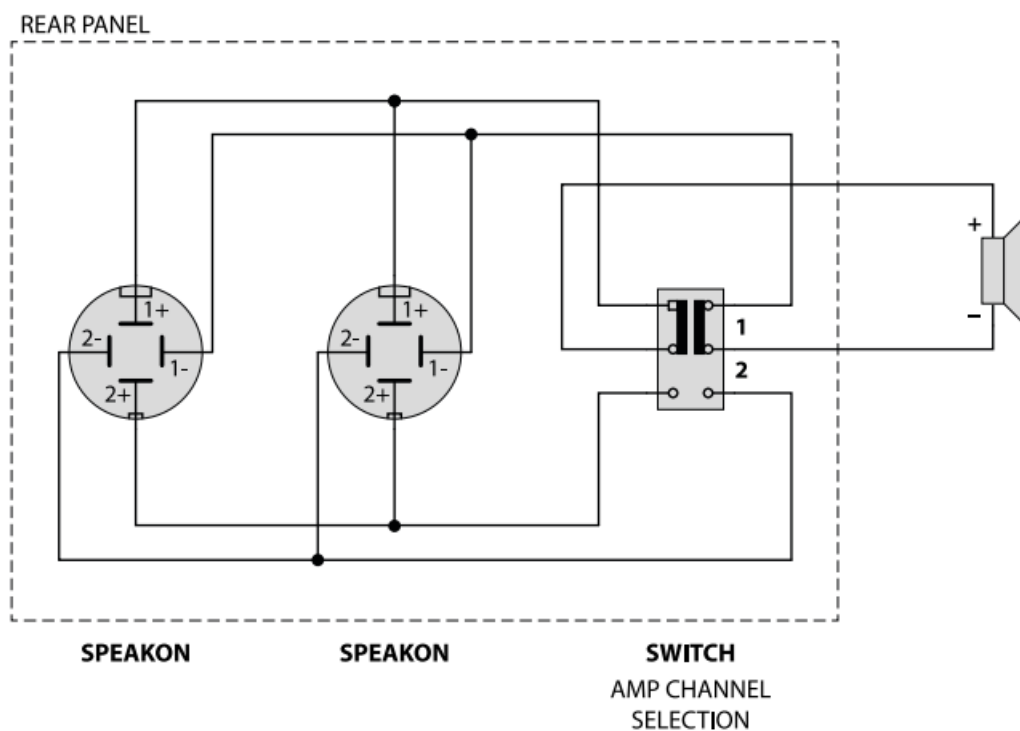 REAR PANEL
1+
2-
1-
2+
1+
2-
1-
2+
1
2
+
-
SPEAKON
SPEAKON
SWITCH
AMP CHANNEL
SELECTION